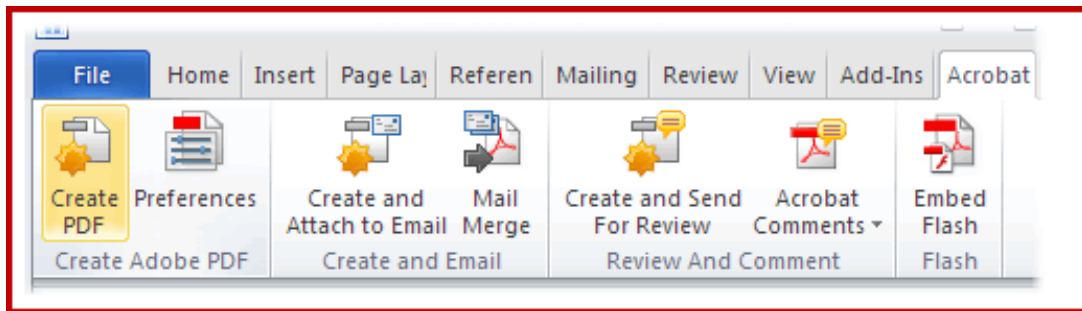 File Home Insert Page Lay Referen Mailing Review View Add-Ins Acrobat
Create PDF Preferences Create and Attach to Email Mail Merge Create and Send For Review Acrobat Comments Embed Flash
Create Adobe PDF Create and Email Review And Comment Flash